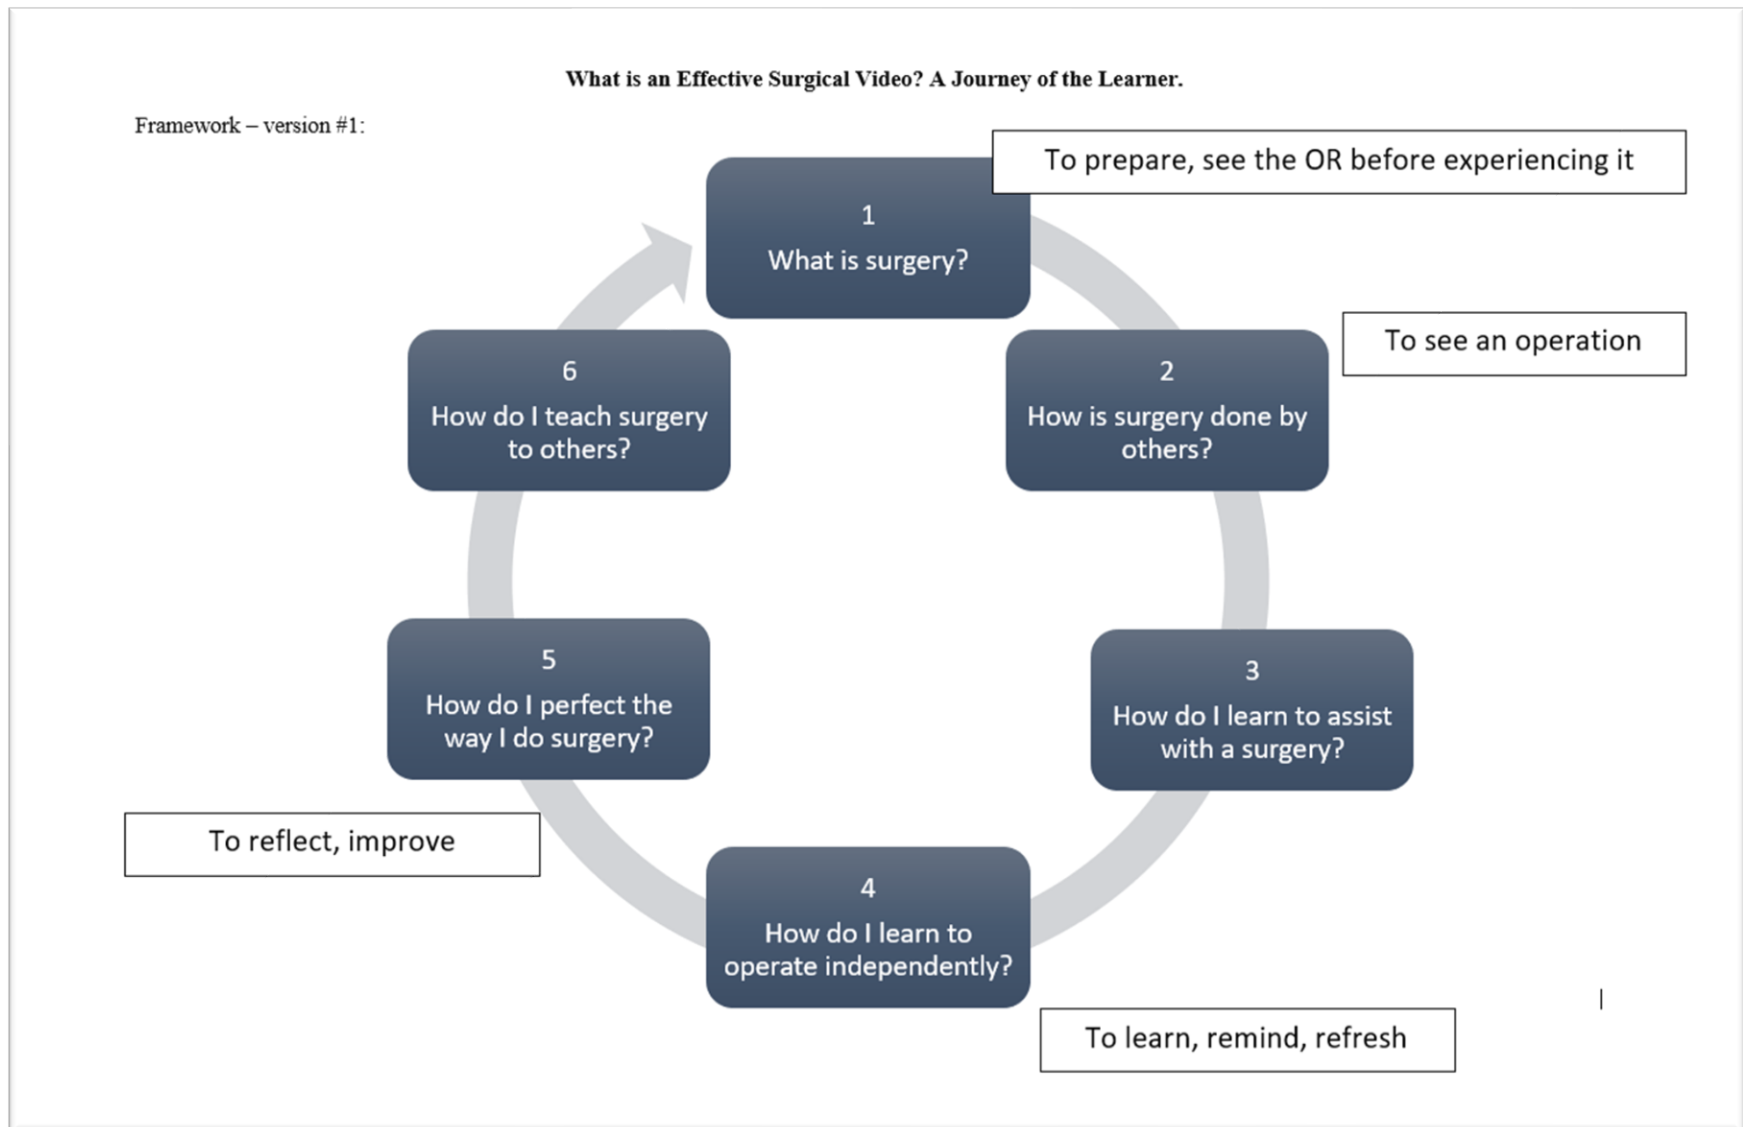 What is an Effective Surgical Video? A Journey of the Learner.
Framework – version #1:
To prepare, see the OR before experiencing it
1
What is surgery?
To see an operation
2
How is surgery done by
others?
3
How do I learn to assist
with a surgery?
4
How do I learn to
operate independently?
To learn, remind, refresh
5
How do I perfect the
way I do surgery?
To reflect, improve
6
How do I teach surgery
to others?